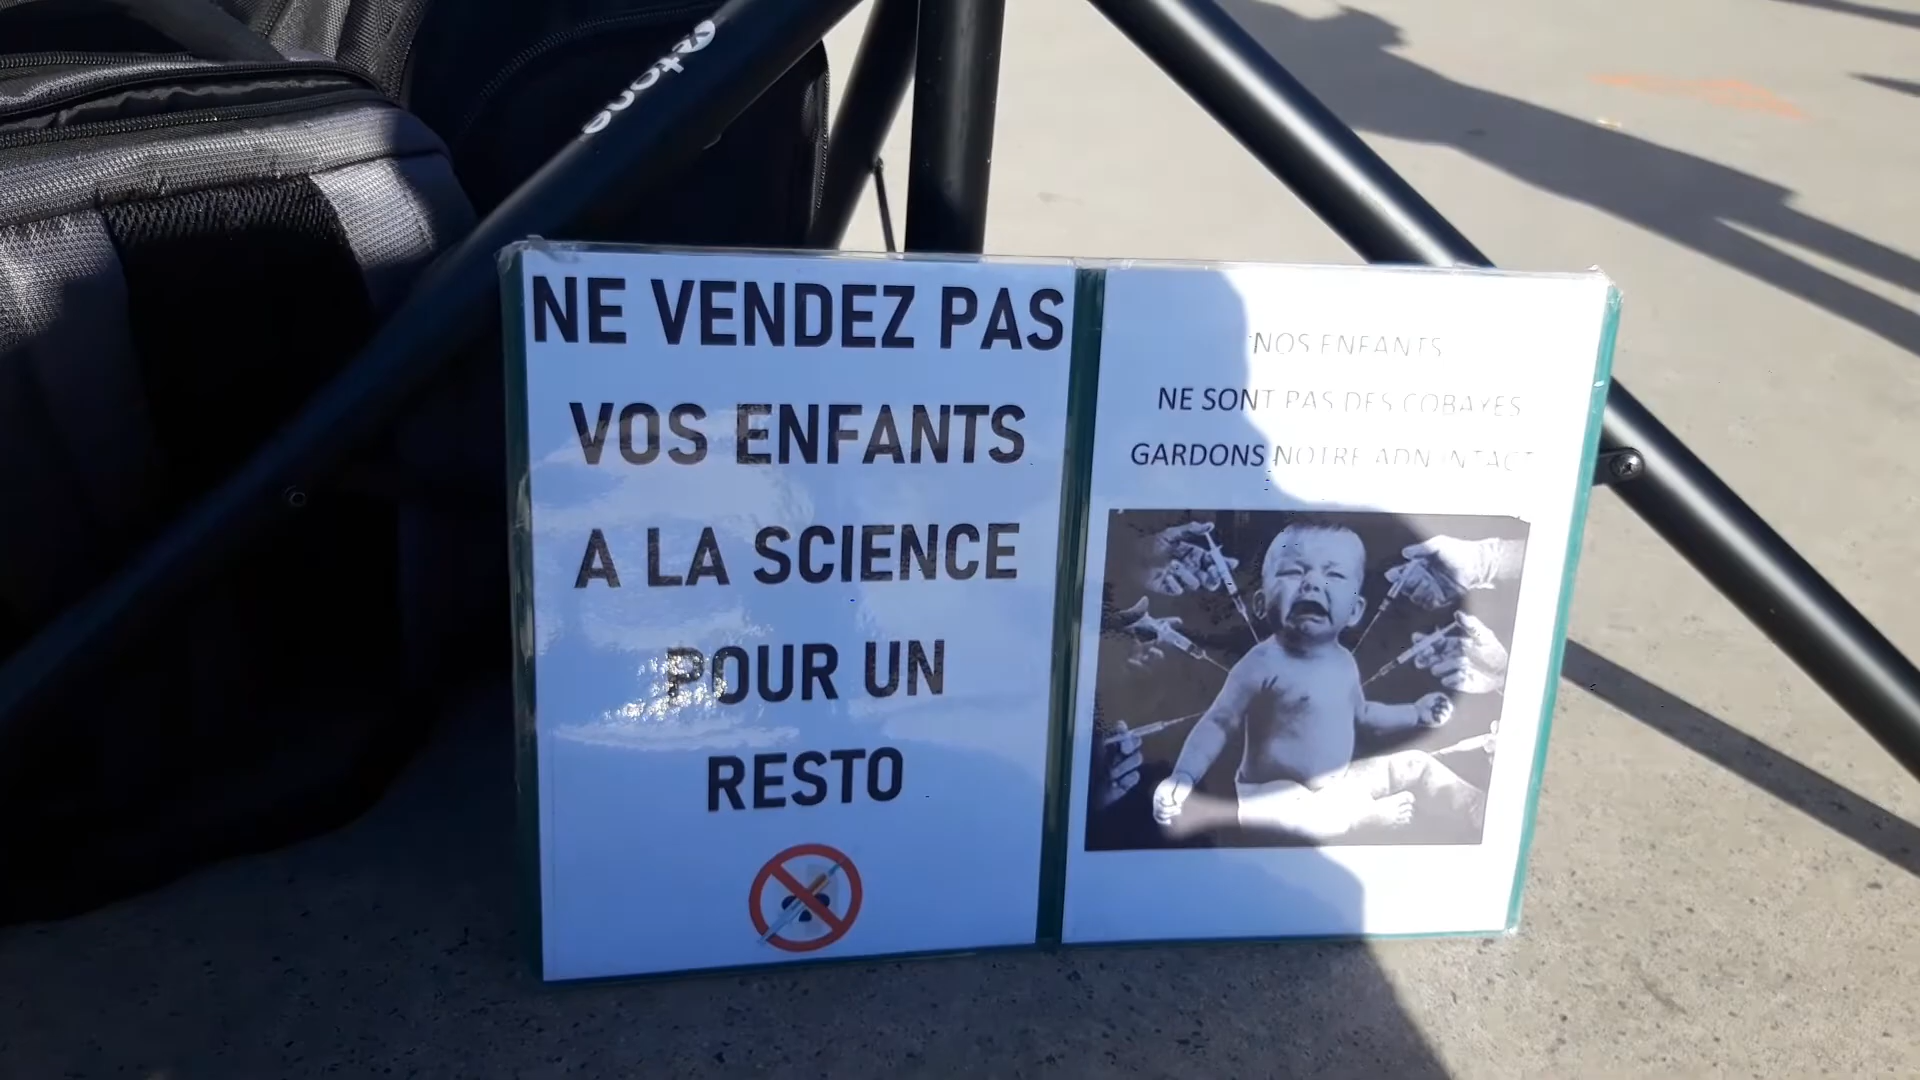 NE VENDEZ PAS
VOS ENFANTS
A LA SCIENCE
POUR UN
RESTO
NOS ENFANTS
NE SONT PAS DES COBAYES
GARDONS NOTRE ADN INTACT